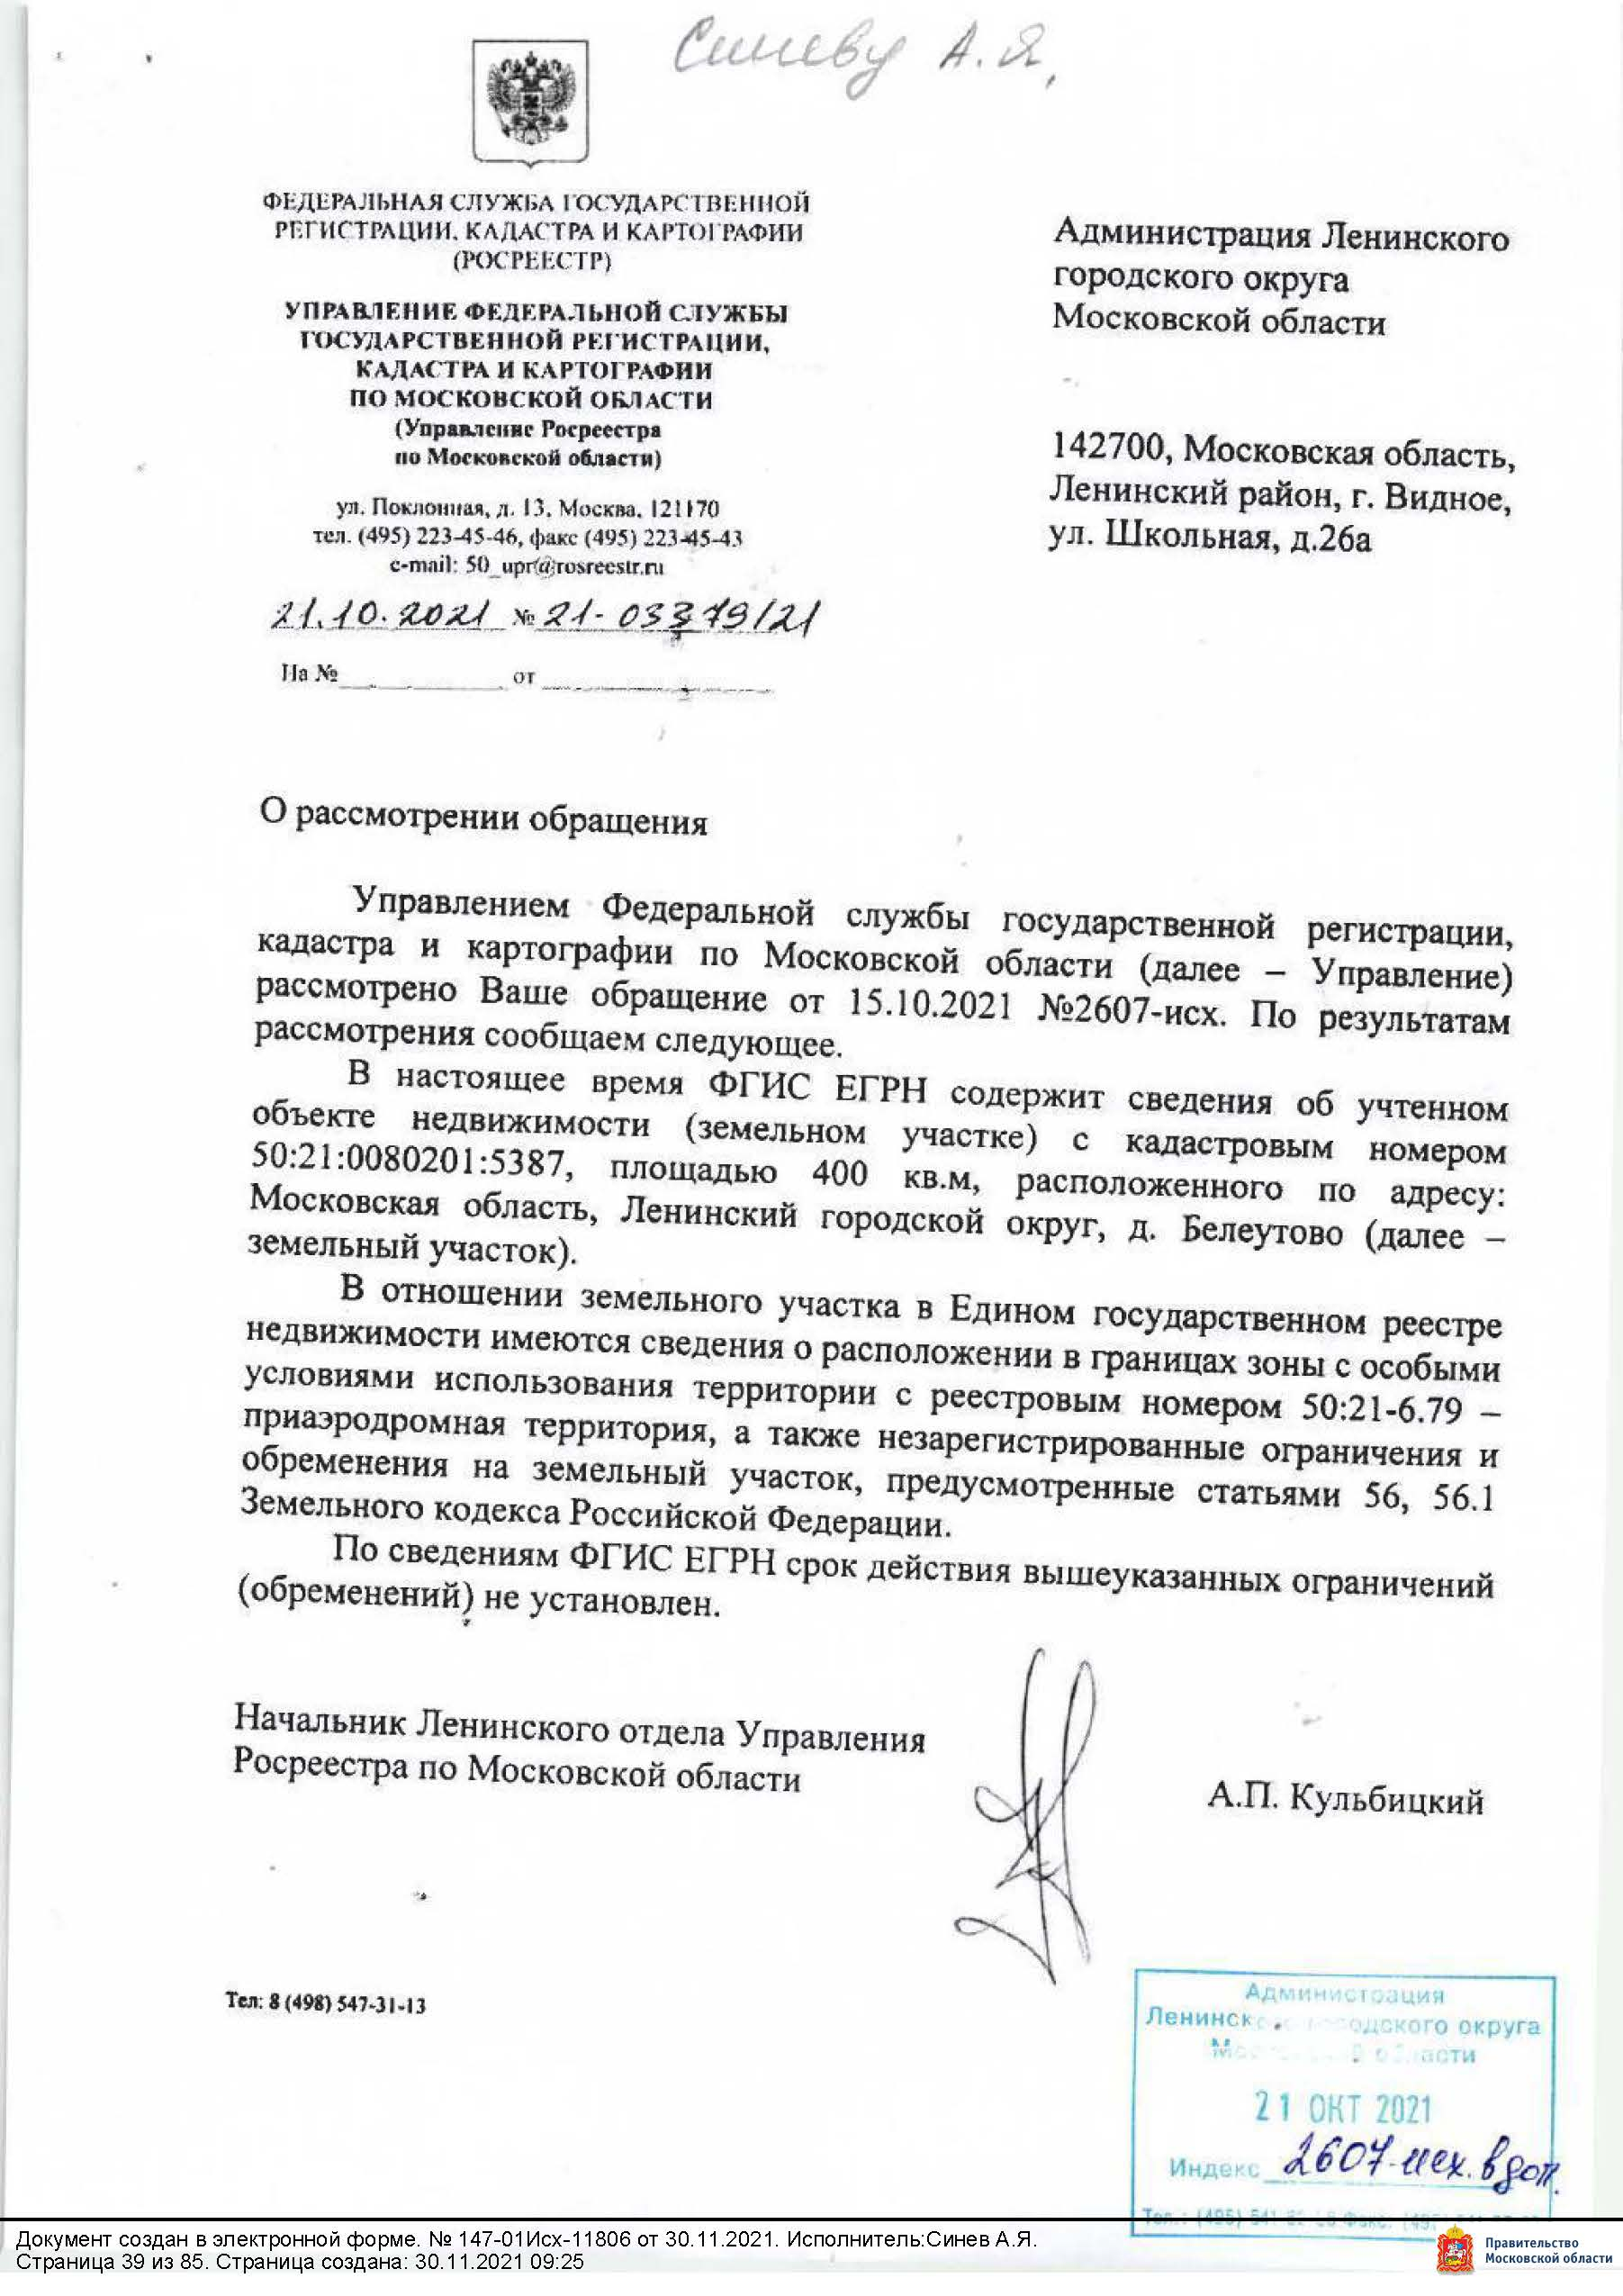 Синеву А.Я.
ФЕДЕРАЛЬНАЯ СЛУЖБА ГОСУДАРСТВЕННОЙ
РЕГИСТРАЦИИ, КАДАСТРА И КАРТОГРАФИИ
(РОСРЕЕСТР)
УПРАВЛЕНИЕ ФЕДЕРАЛЬНОЙ СЛУЖБЫ
ГОСУДАРСТВЕННОЙ РЕГИСТРАЦИИ,
КАДАСТРА И КАРТОГРАФИИ
ПО МОСКОВСКОЙ ОБЛАСТИ
(Управление Росреестра
по Московской области)
ул. Поклонная, д. 13, Москва, 121170
тел. (495) 223-45-46, факс (495) 223-45-43
e-mail: 50_upr@rosreestr.ru
21.10.2021 № 21-03379/21
На № от
Администрация Ленинского
городского округа
Московской области
142700, Московская область,
Ленинский район, г. Видное,
ул. Школьная, д.26а
О рассмотрении обращения
Управлением Федеральной службы государственной регистрации,
кадастра и картографии по Московской области (далее – Управление)
рассмотрено Ваше обращение от 15.10.2021 №2607-исх. По результатам
рассмотрения сообщаем следующее.
В настоящее время ФГИС ЕГРН содержит сведения об учтенном
объекте недвижимости (земельном участке) с кадастровым номером
50:21:0080201:5387, площадью 400 кв.м, расположенного по адресу:
Московская область, Ленинский городской округ, д. Белеутово (далее –
земельный участок).
В отношении земельного участка в Едином государственном реестре
недвижимости имеются сведения о расположении в границах зоны с особыми
условиями использования территории с реестровым номером 50:21-6.79 –
приаэродромная территория, а также незарегистрированные ограничения и
обременения на земельный участок, предусмотренные статьями 56, 56.1
Земельного кодекса Российской Федерации.
По сведениям ФГИС ЕГРН срок действия вышеуказанных ограничений
(обременений) не установлен.
Начальник Ленинского отдела Управления
Росреестра по Московской области
А.П. Кульбицкий
Тел: 8 (498) 547-31-13
Администрация
Ленинского городского округа
Московской области
21 ОКТ 2021
Индекс 2607-исх. в доп.
Документ создан в электронной форме. № 147-01Исх-11806 от 30.11.2021. Исполнитель:Синев А.Я.
Страница 39 из 85. Страница создана: 30.11.2021 09:25
Правительство
Московской области